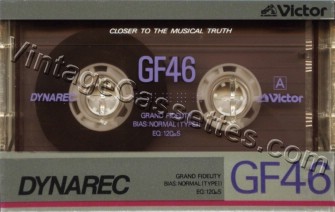 Victor
CLOSER TO THE MUSICAL TRUTH
GF46
A
DYNAREC
Victor
GRAND FIDELITY
BIAS: NORMAL (TYPE I)
EQ: 120μS
vintagecassettes.com
DYNAREC
GRAND FIDELITY
BIAS: NORMAL (TYPE I)
EQ: 120μS
GF46